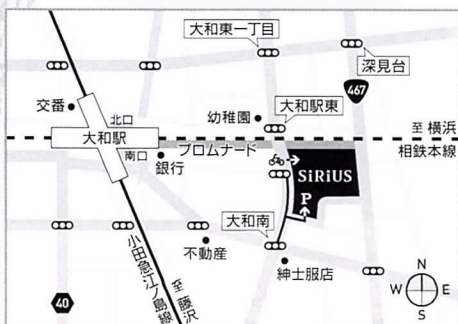 大和東一丁目
深見台
467
交番
北口
幼稚園
大和駅東
至 横浜
大和駅
プロムナード
相鉄本線
南口
銀行
SiRiUS
P
大和南
不動産
紳士服店
小田急江ノ島線
至 藤沢
40
N
W
E
S